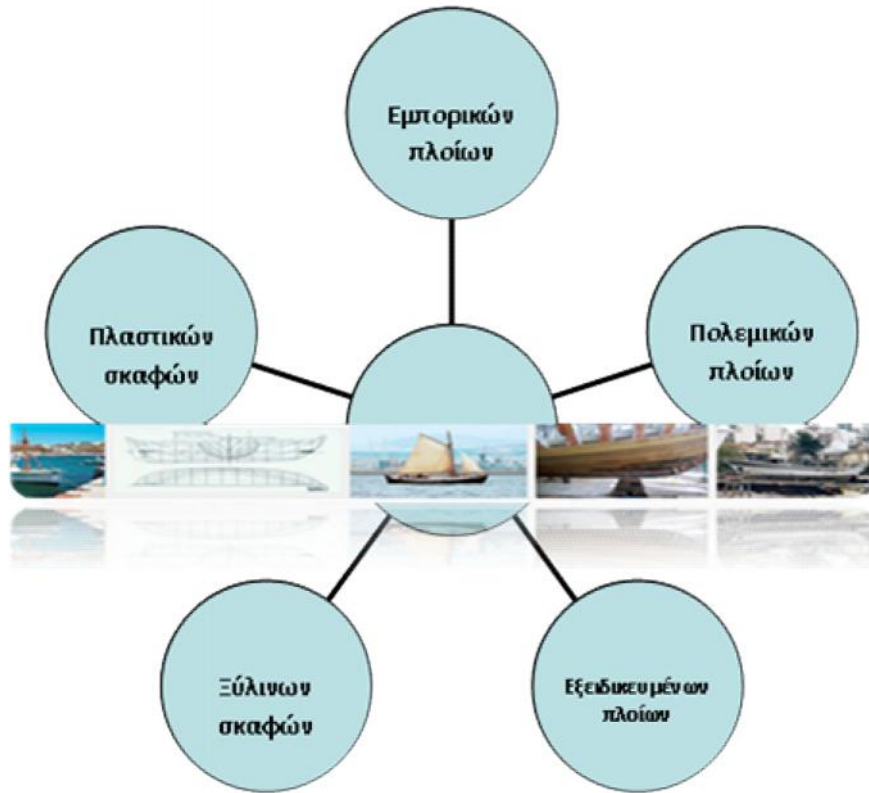 Εμπορικών
πλοίων
Πλαστικών
σκαφών
Πολεμικών
πλοίων
Ξύλινων
σκαφών
Εξειδικευμένων
πλοίων